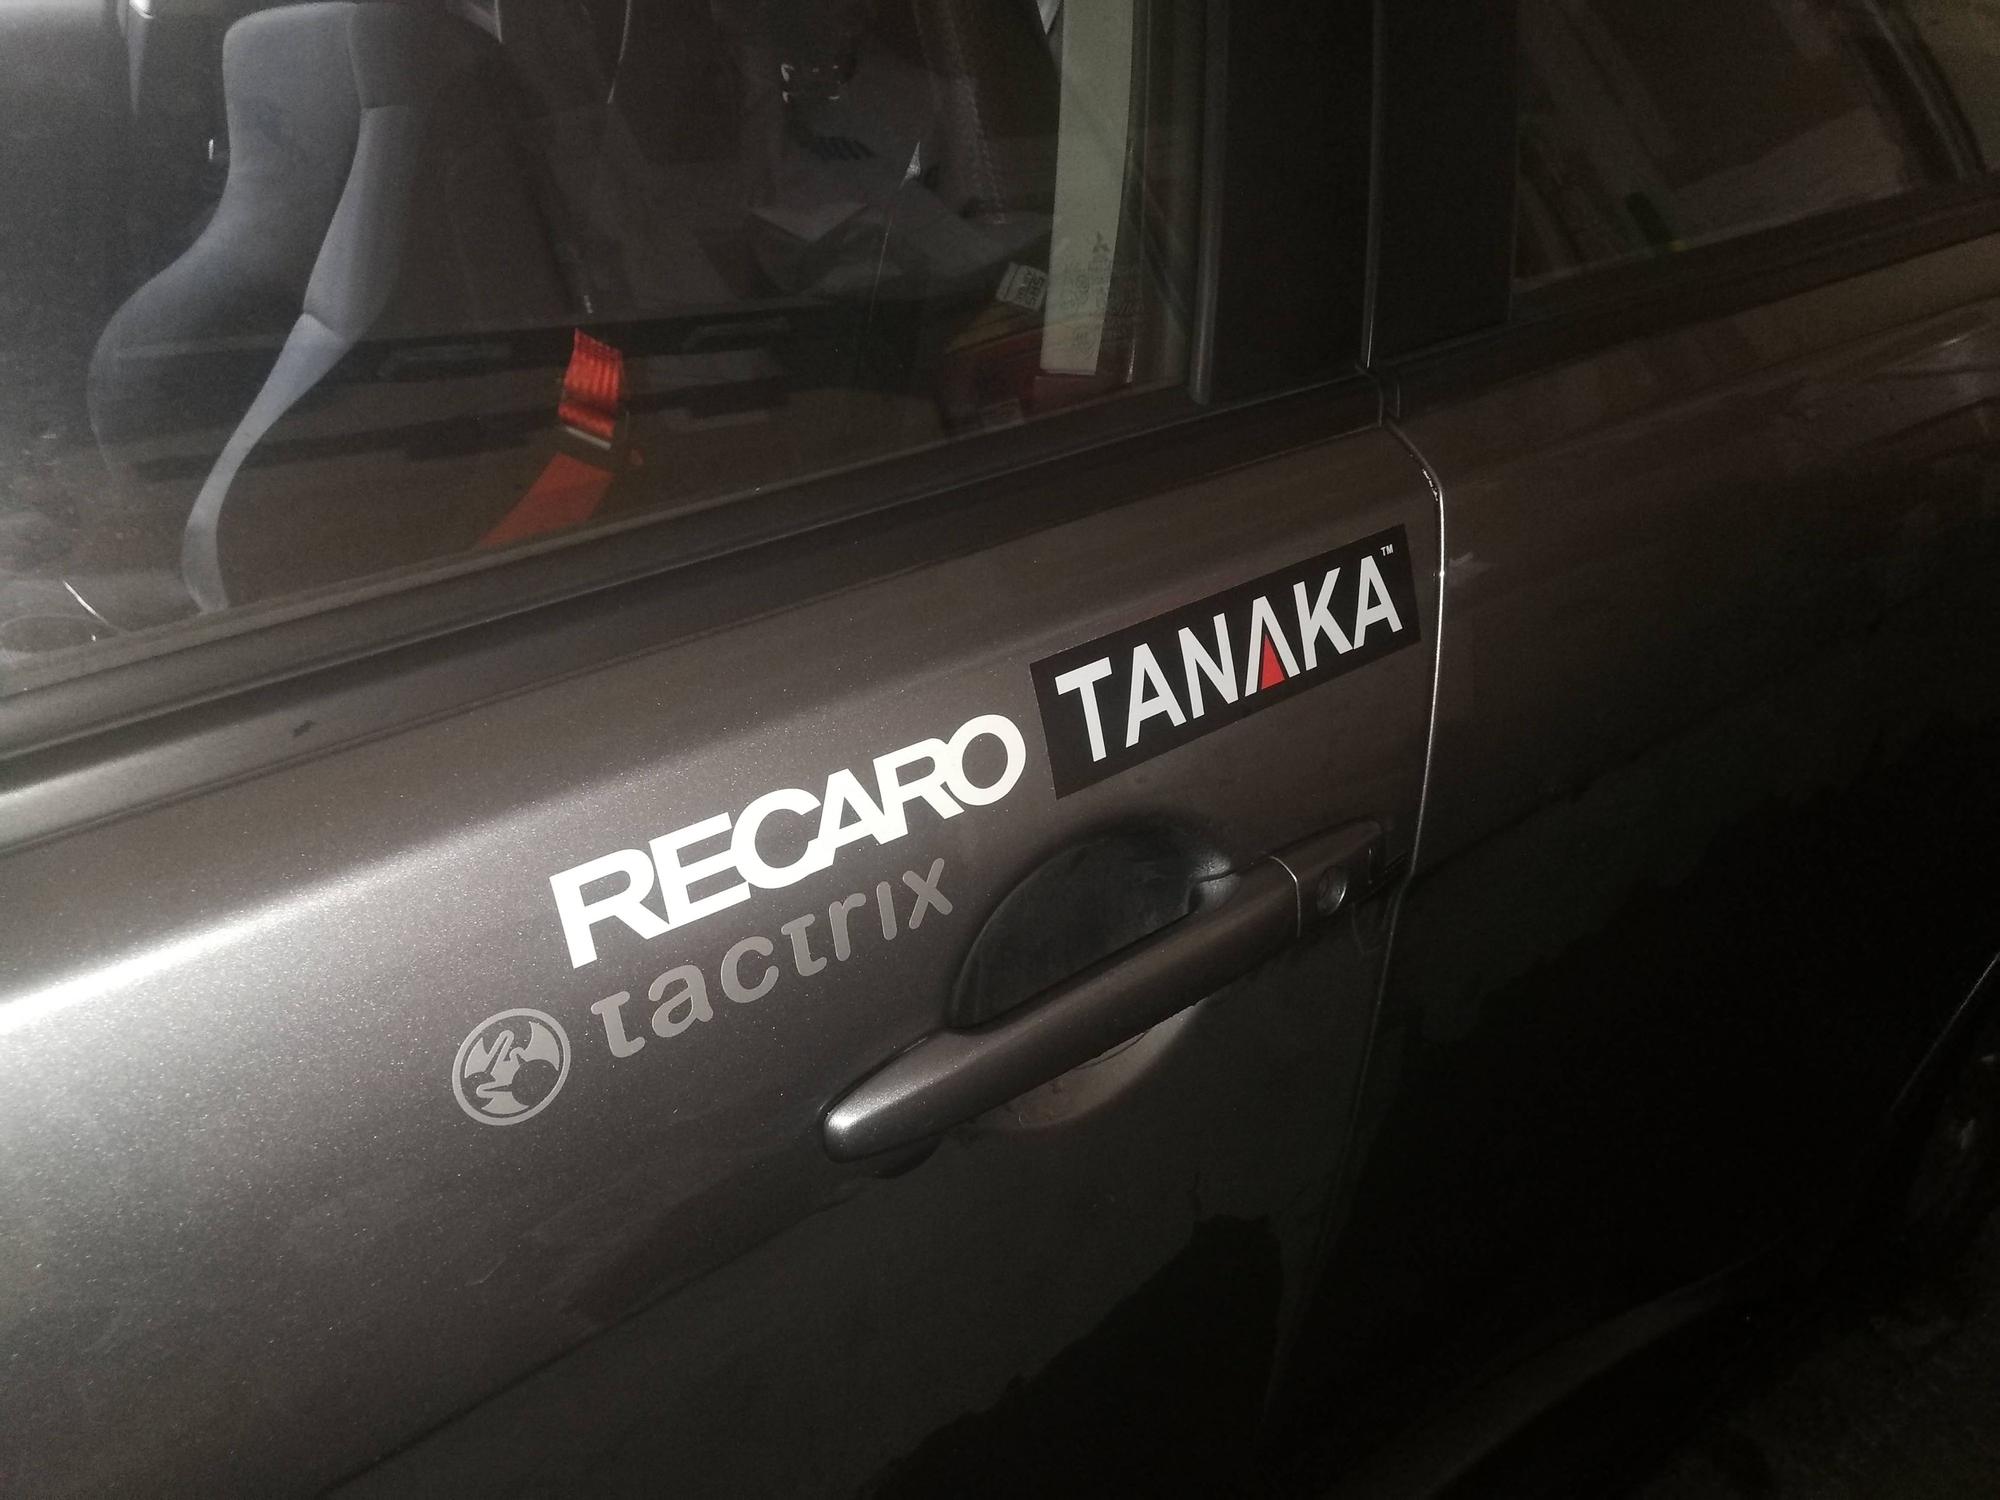 TANAKA™
RECARO
tactrix